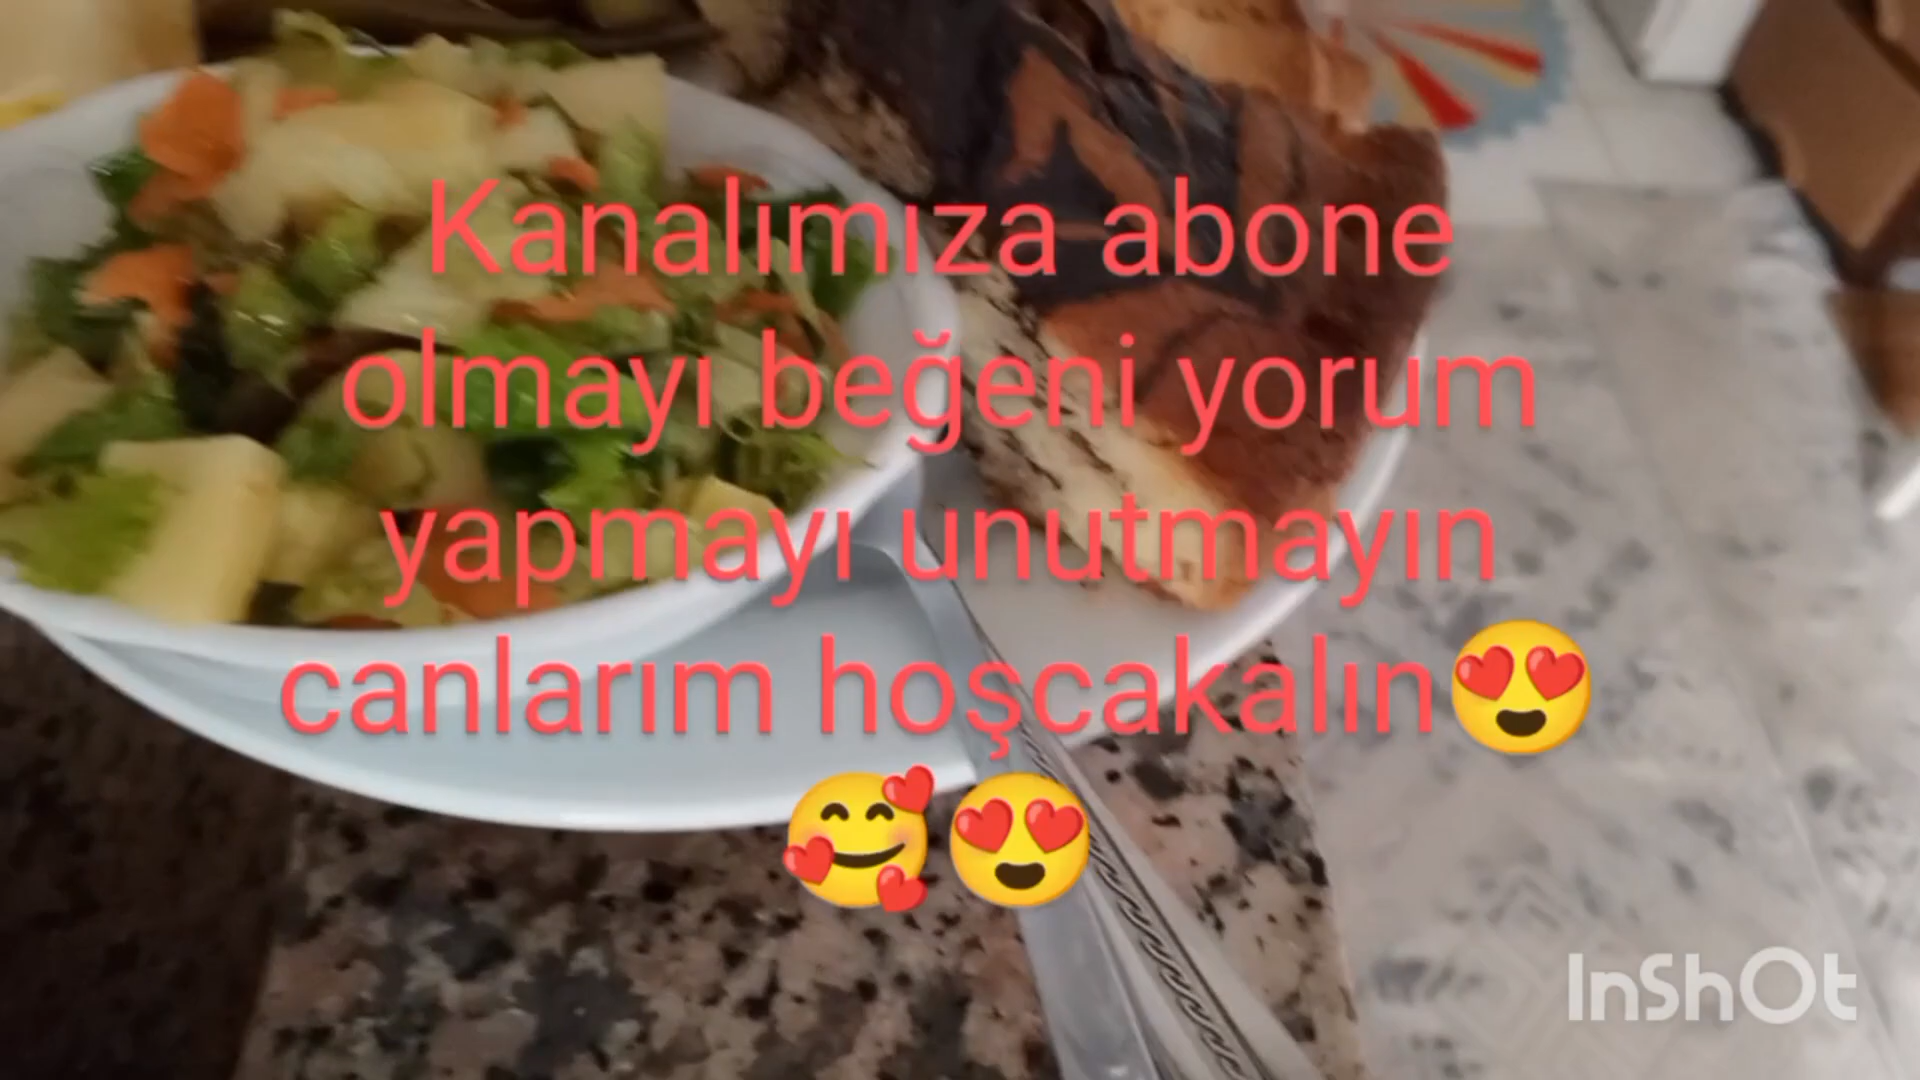 Kanalımıza abone
olmayı beğeni yorum
yapmayı unutmayın
canlarım hoşcakalın😍
🥰😍
InShOt